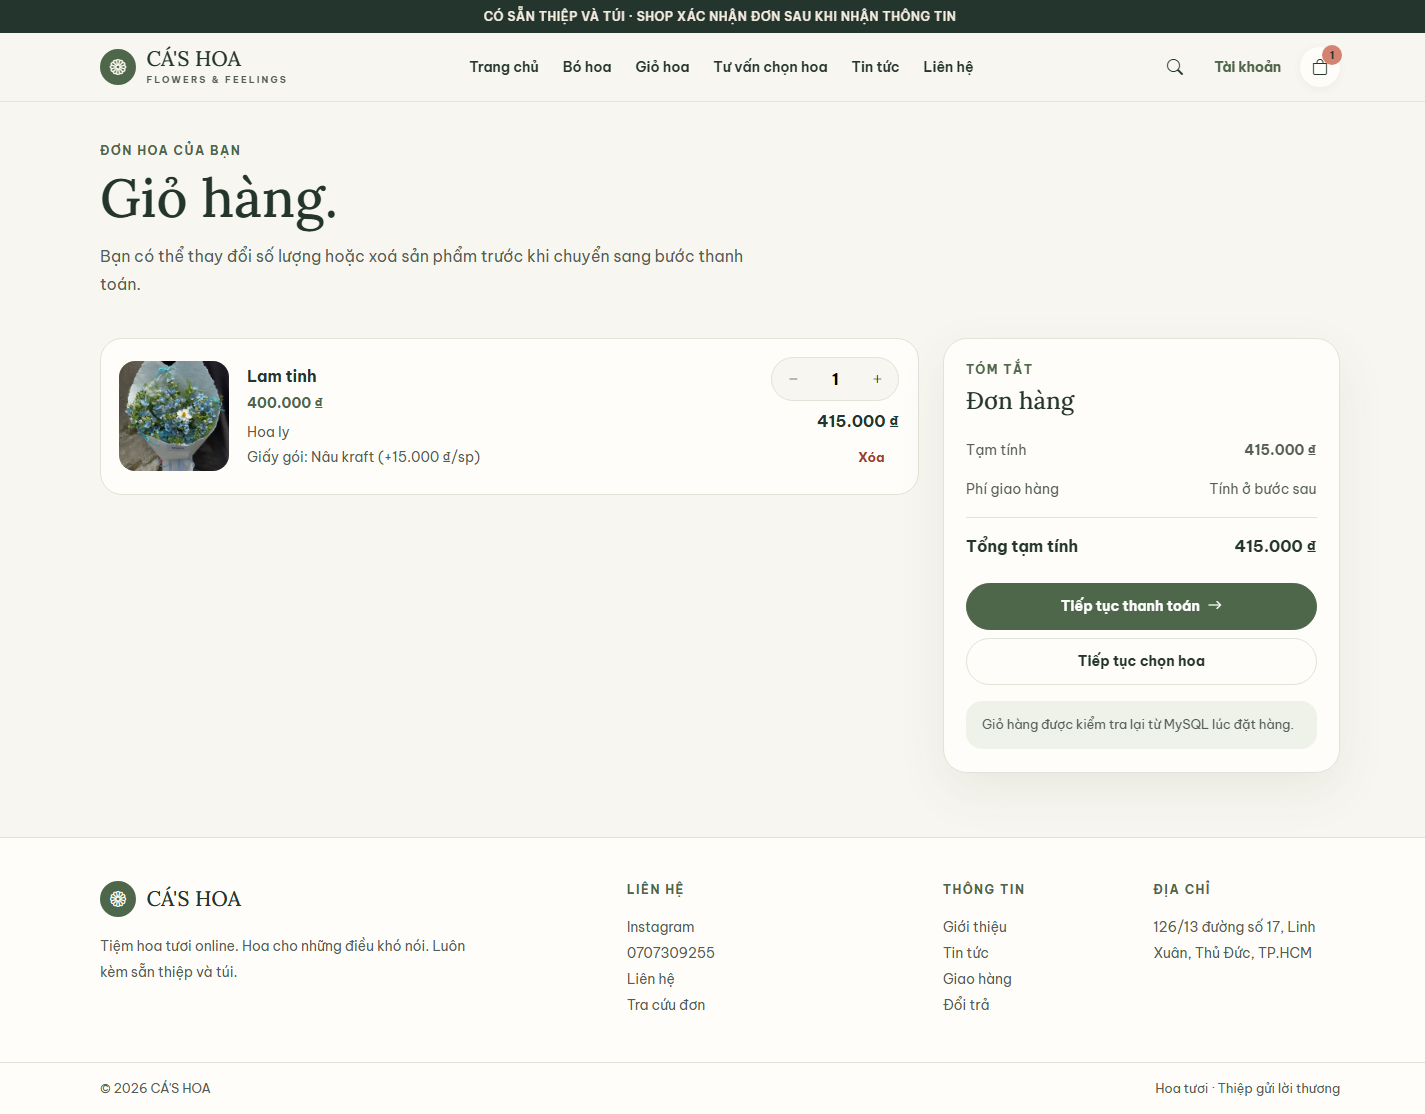 CÓ SẴN THIỆP VÀ TÚI · SHOP XÁC NHẬN ĐƠN SAU KHI NHẬN THÔNG TIN
CÁ'S HOA
FLOWERS & FEELINGS
Trang chủ
Bó hoa
Giỏ hoa
Tư vấn chọn hoa
Tin tức
Liên hệ
Tài khoản
1
ĐƠN HOA CỦA BẠN
Giỏ hàng.
Bạn có thể thay đổi số lượng hoặc xoá sản phẩm trước khi chuyển sang bước thanh
toán.
Lam tinh
400.000 ₫
Hoa ly
Giấy gói: Nâu kraft (+15.000 ₫/sp)
− 1 +
415.000 ₫
Xóa
TÓM TẮT
Đơn hàng
Tạm tính 415.000 ₫
Phí giao hàng Tính ở bước sau
Tổng tạm tính 415.000 ₫
Tiếp tục thanh toán →
Tiếp tục chọn hoa
Giỏ hàng được kiểm tra lại từ MySQL lúc đặt hàng.
CÁ'S HOA
Tiệm hoa tươi online. Hoa cho những điều khó nói. Luôn
kèm sẵn thiệp và túi.
LIÊN HỆ
Instagram
0707309255
Liên hệ
Tra cứu đơn
THÔNG TIN
Giới thiệu
Tin tức
Giao hàng
Đổi trả
ĐỊA CHỈ
126/13 đường số 17, Linh
Xuân, Thủ Đức, TP.HCM
© 2026 CÁ'S HOA
Hoa tươi · Thiệp gửi lời thương